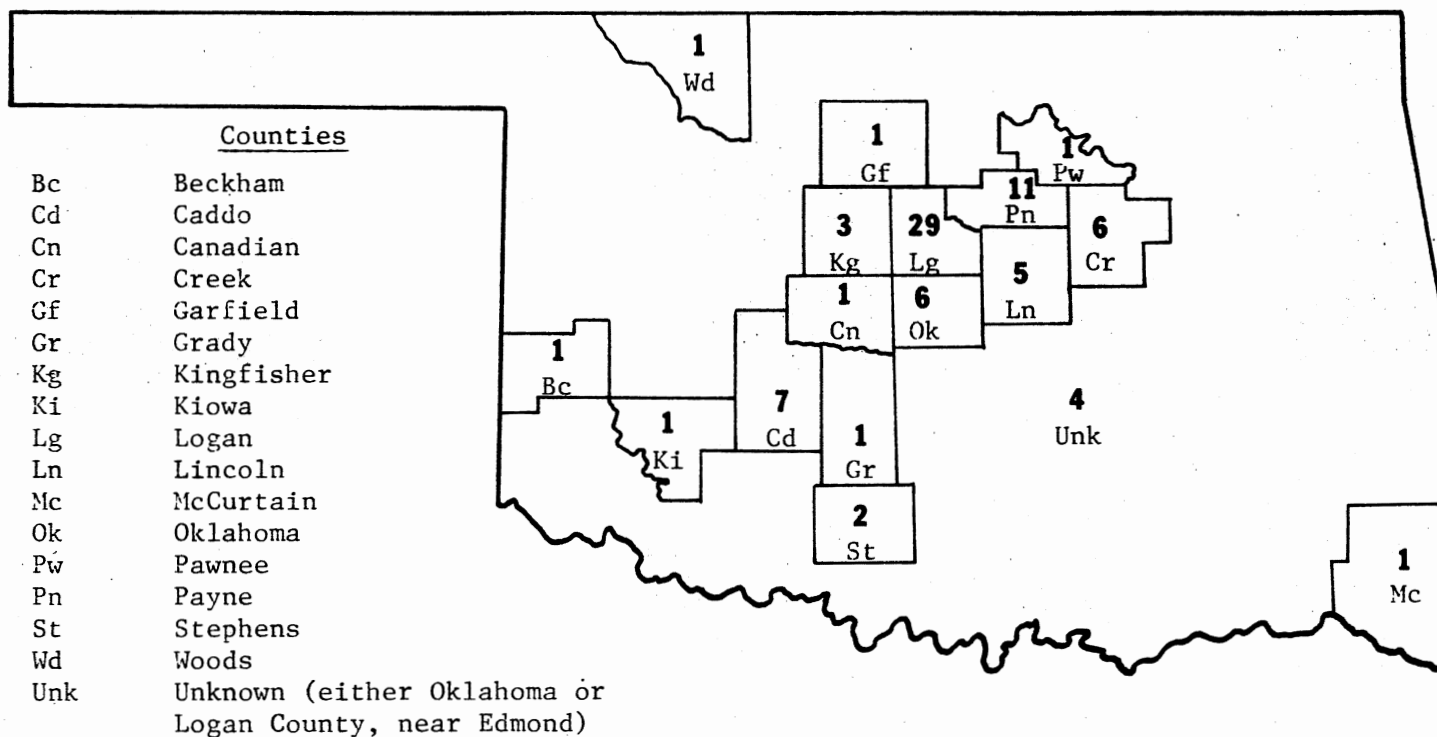 1
Wd
Counties
Bc Beckham
Cd Caddo
Cn Canadian
Cr Creek
Gf Garfield
Gr Grady
Kg Kingfisher
Ki Kiowa
Lg Logan
Ln Lincoln
Mc McCurtain
Ok Oklahoma
Pw Pawnee
Pn Payne
St Stephens
Wd Woods
Unk Unknown (either Oklahoma or
Logan County, near Edmond)
1
Gf
1
Pw
11
Pn
3
Kg
29
Lg
6
Cr
5
Ln
1
Cn
6
Ok
1
Bc
1
Ki
7
Cd
1
Gr
4
Unk
2
St
1
Mc